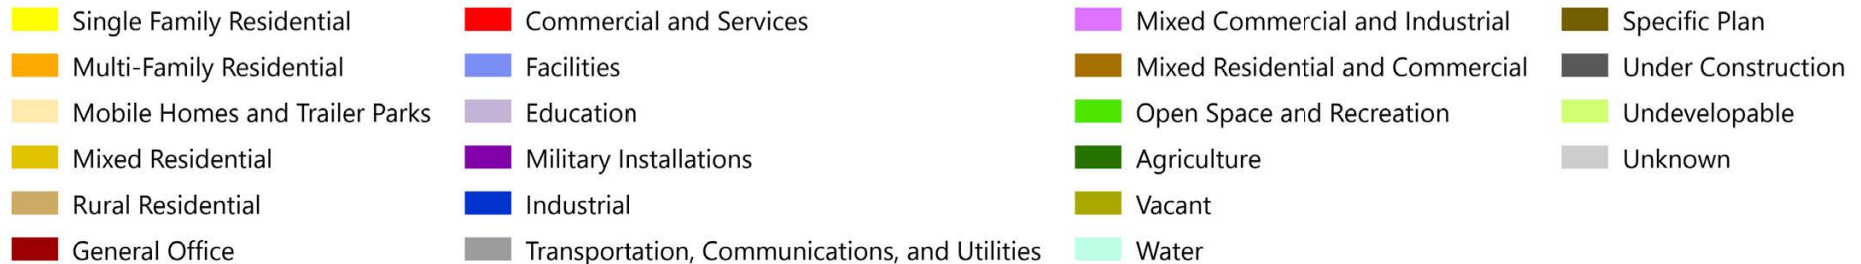 Single Family Residential
Multi-Family Residential
Mobile Homes and Trailer Parks
Mixed Residential
Rural Residential
General Office
Commercial and Services
Facilities
Education
Military Installations
Industrial
Transportation, Communications, and Utilities
Mixed Commercial and Industrial
Mixed Residential and Commercial
Open Space and Recreation
Agriculture
Vacant
Water
Specific Plan
Under Construction
Undevelopable
Unknown